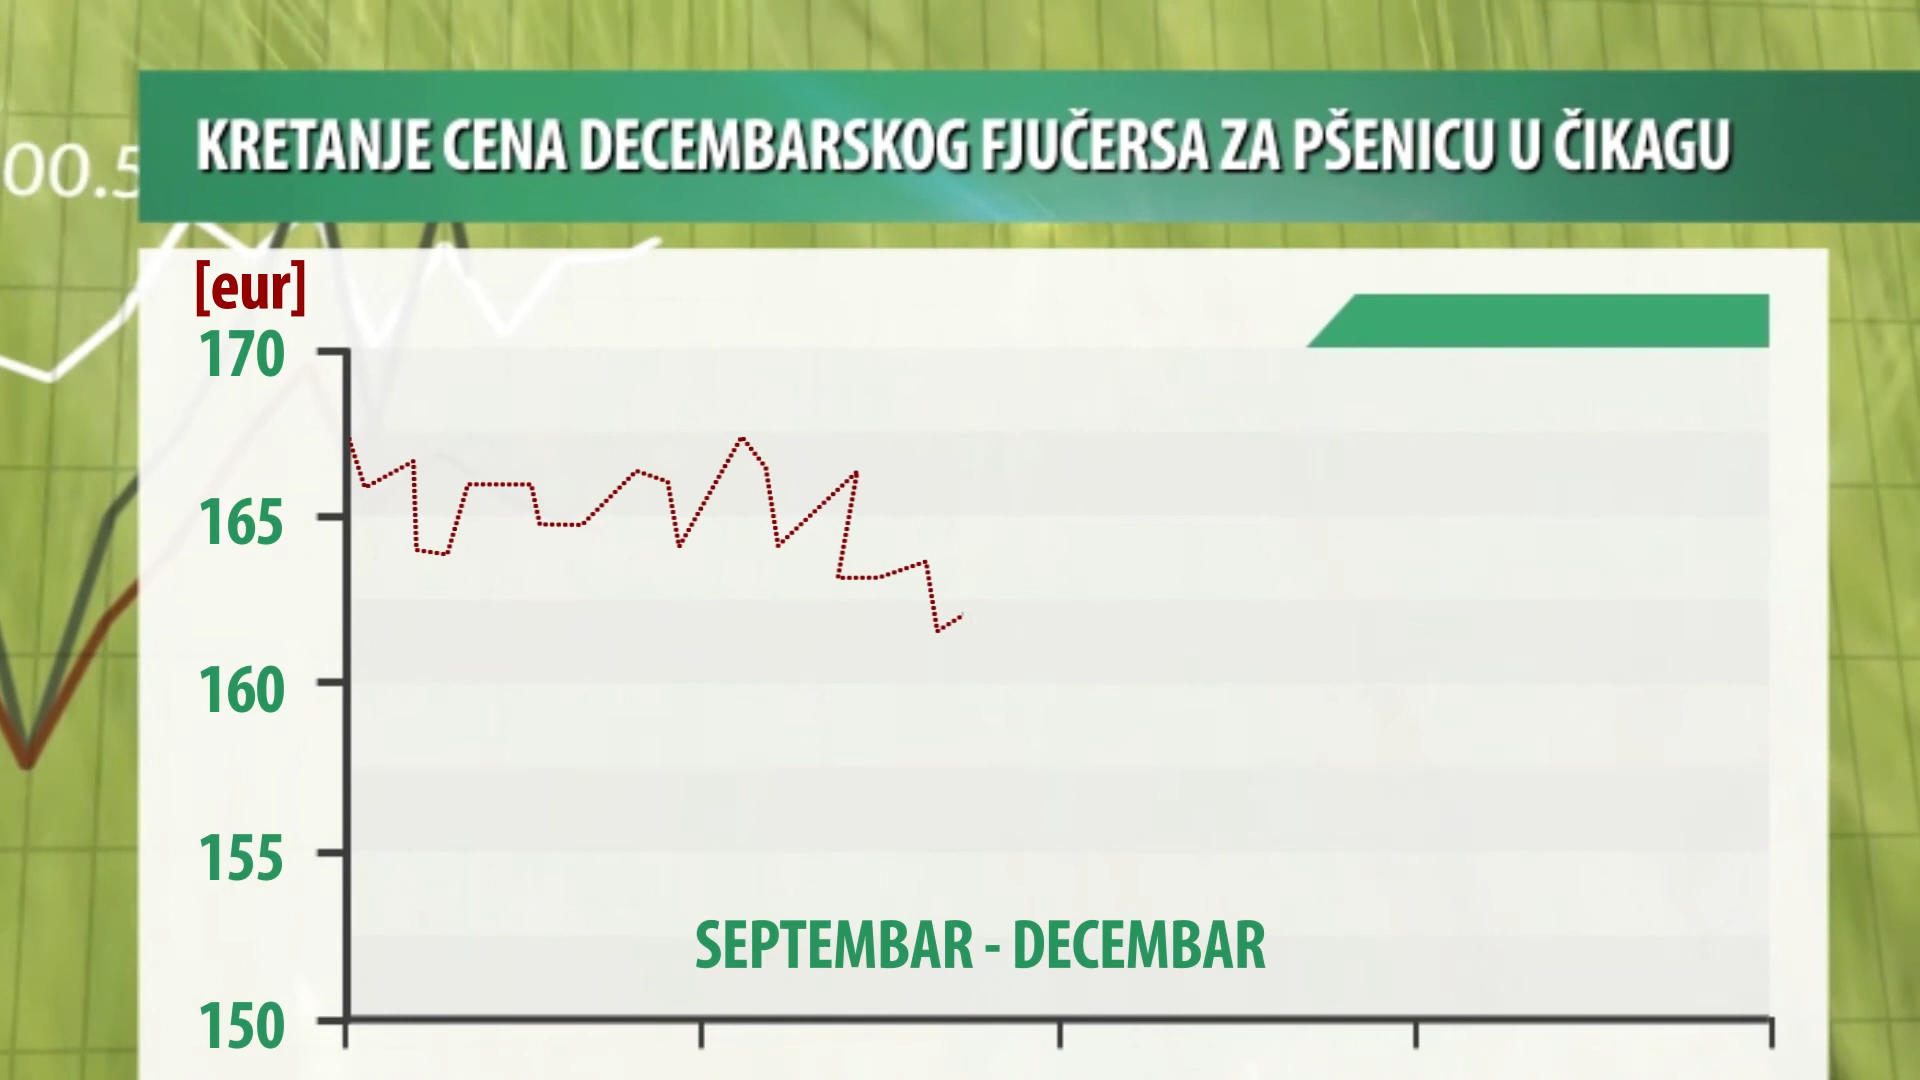 KRETANJE CENA DECEMBARSKOG FJUČERSA ZA PŠENICU U ČIKAGU
00.5
[eur]
170
165
160
155
150
SEPTEMBAR - DECEMBAR